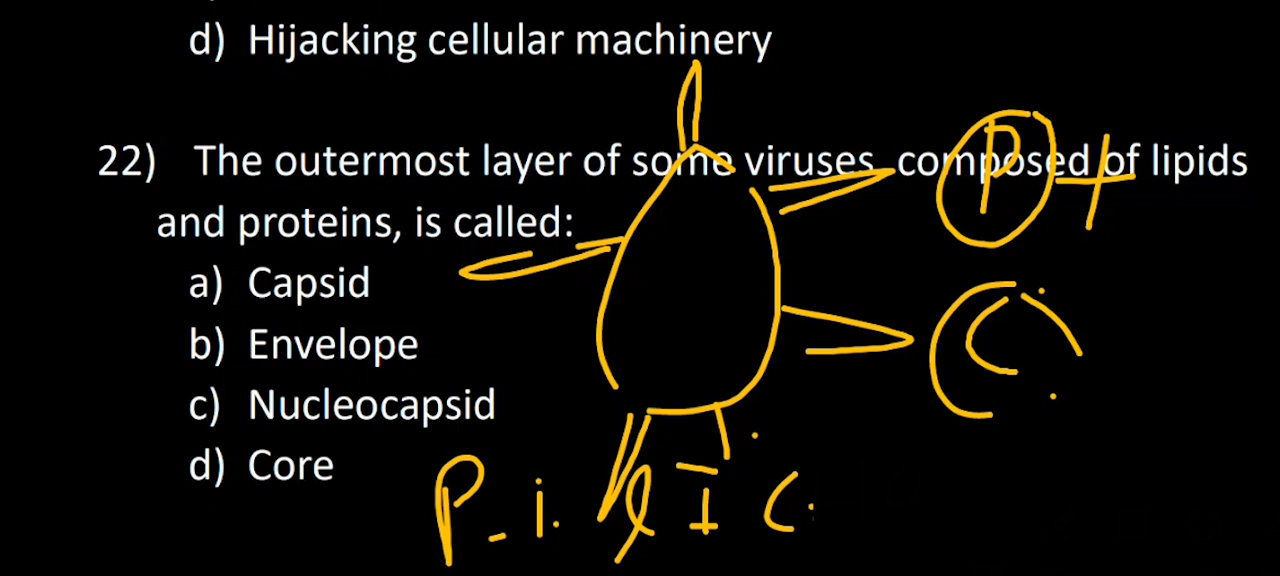 d) Hijacking cellular machinery
22) The outermost layer of some viruses, composed of lipids
and proteins, is called:
a) Capsid
b) Envelope
c) Nucleocapsid
d) Core